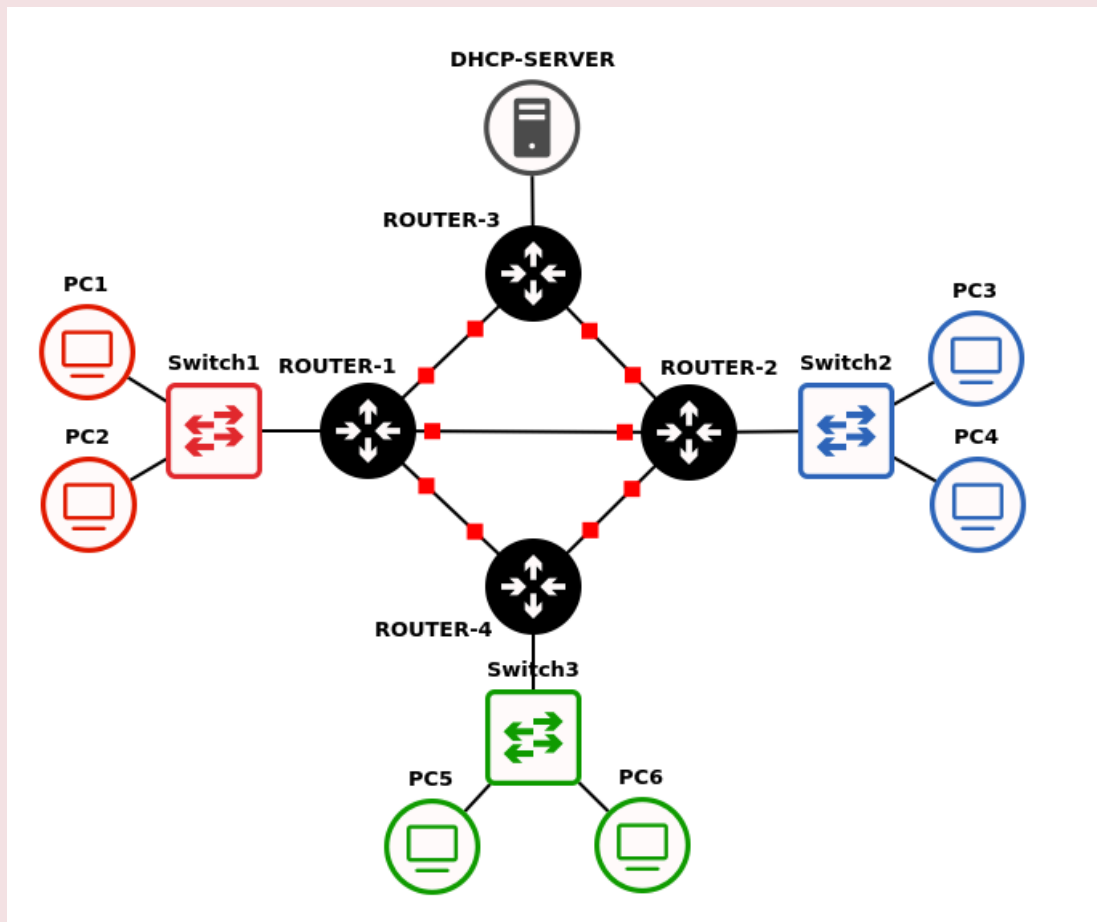 DHCP-SERVER
ROUTER-3
PC1
PC3
Switch1
ROUTER-1
ROUTER-2
Switch2
PC2
PC4
ROUTER-4
Switch3
PC5
PC6